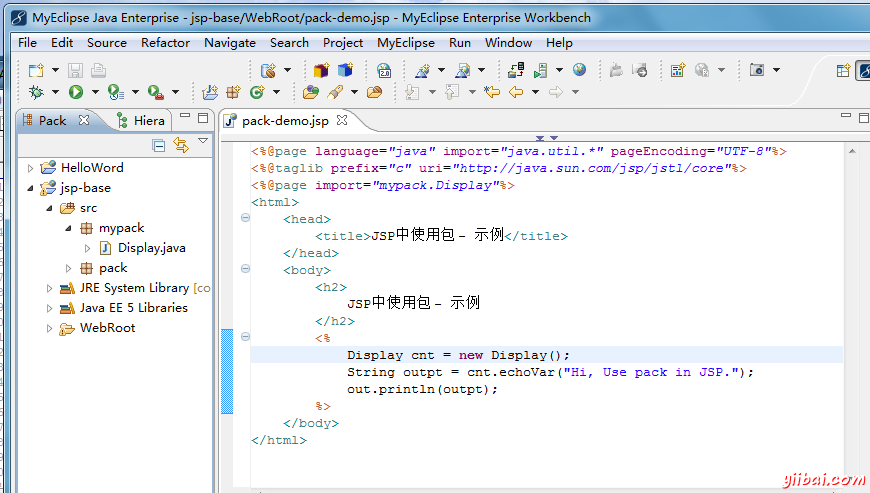 MyEclipse Java Enterprise - jsp-base/WebRoot/pack-demo.jsp - MyEclipse Enterprise Workbench
File Edit Source Refactor Navigate Search Project MyEclipse Run Window Help
Pack Hiera
HelloWord
jsp-base
src
mypack
Display.java
pack
JRE System Library [co
Java EE 5 Libraries
WebRoot
pack-demo.jsp
<%@page language="java" import="java.util.*" pageEncoding="UTF-8"%>
<%@taglib prefix="c" uri="http://java.sun.com/jsp/jstl/core"%>
<%@page import="mypack.Display"%>
<html>
<head>
<title>JSP中使用包 - 示例</title>
</head>
<body>
<h2>
JSP中使用包 - 示例
</h2>
<%
Display cnt = new Display();
String outpt = cnt.echoVar("Hi, Use pack in JSP.");
out.println(outpt);
%>
</body>
</html>
yiibai.com